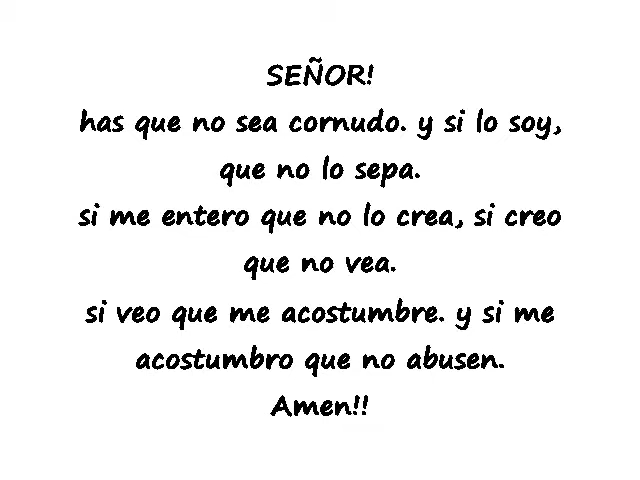 SEÑOR!
has que no sea cornudo. y si lo soy,
que no lo sepa.
si me entero que no lo crea, si creo
que no vea.
si veo que me acostumbre. y si me
acostumbro que no abusen.
Amen!!